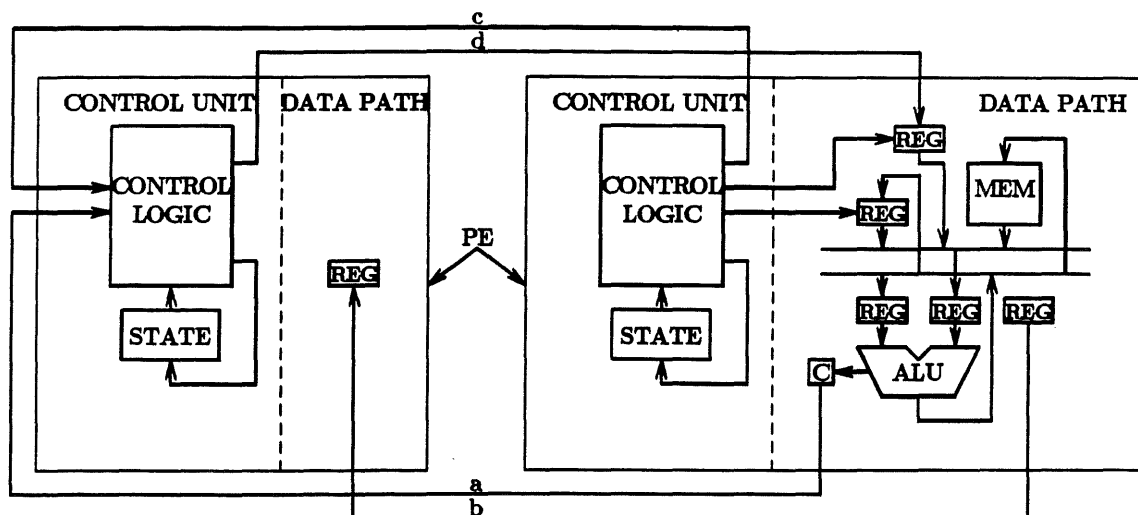 c
d
CONTROL UNIT
DATA PATH
CONTROL UNIT
DATA PATH
CONTROL
LOGIC
CONTROL
LOGIC
REG
MEM
REG
PE
REG
STATE
STATE
REG
REG
REG
C
ALU
a
b